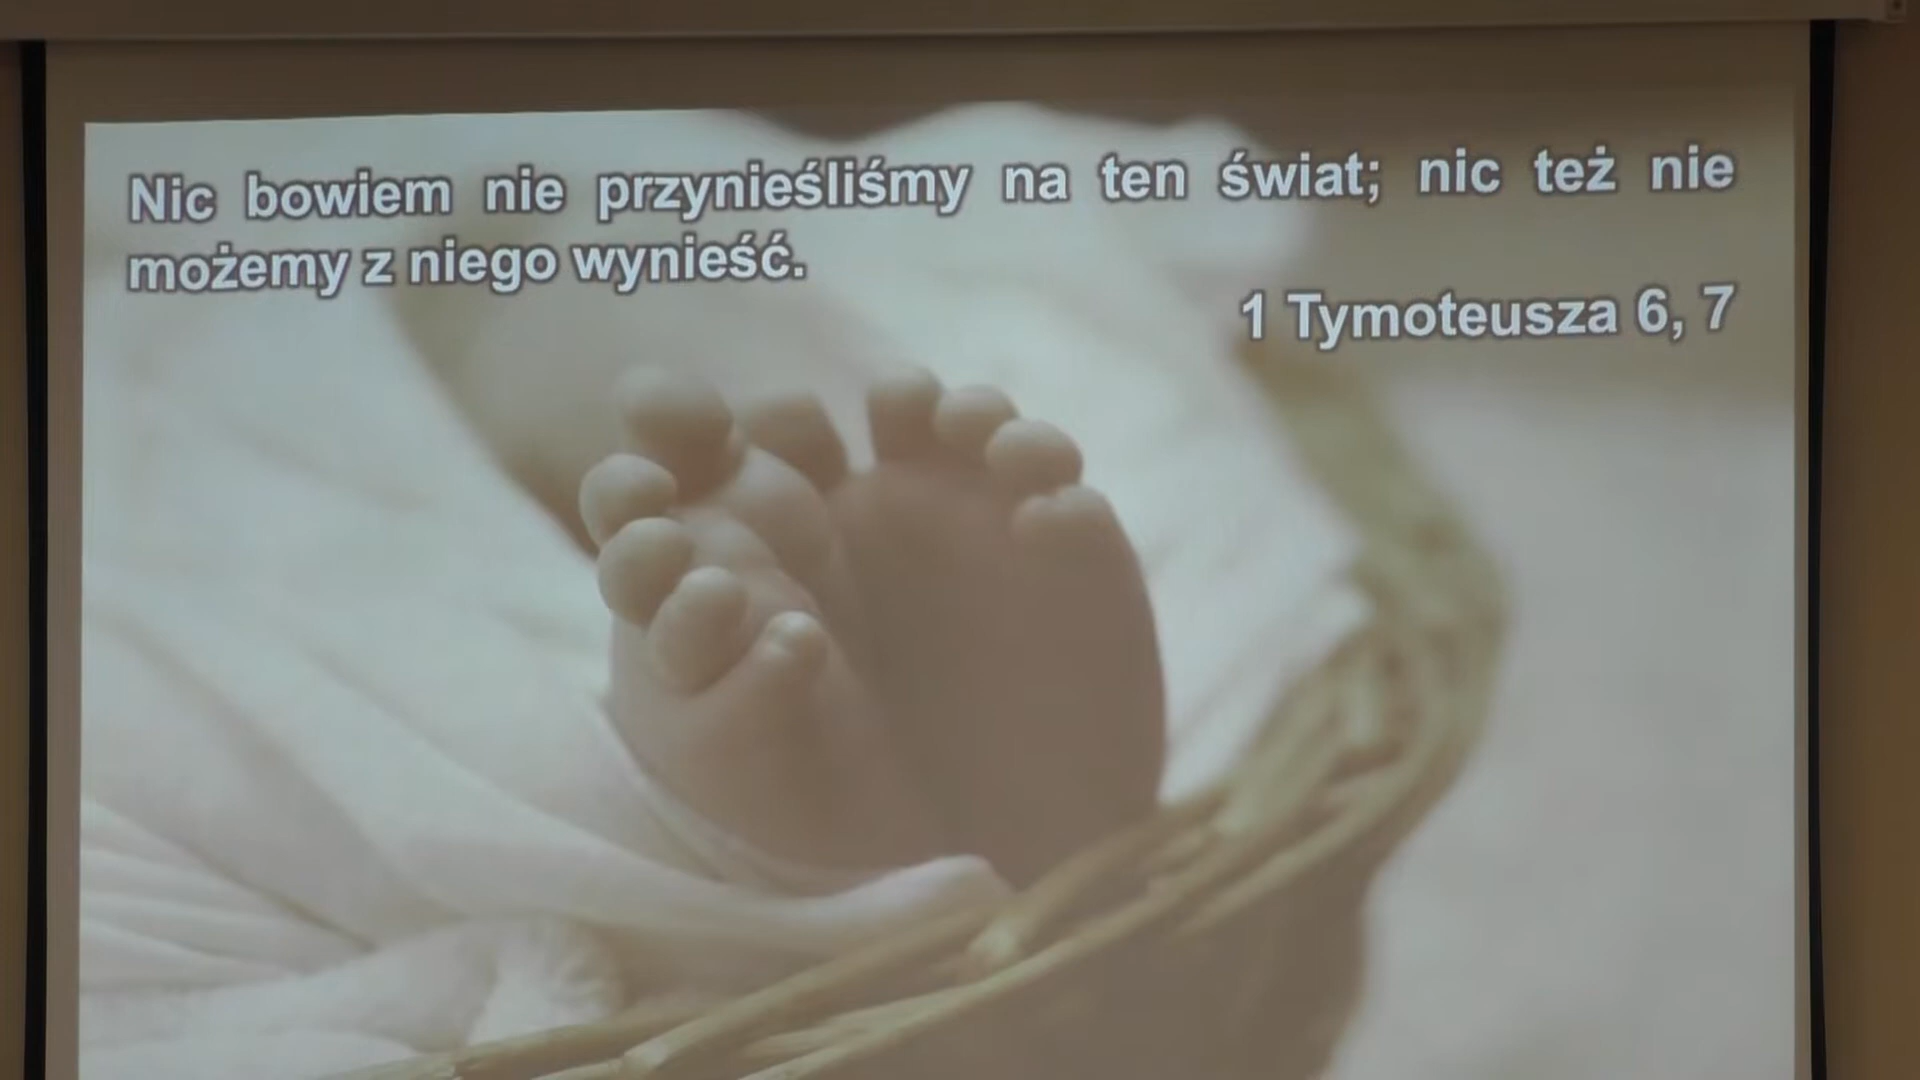 Nic bowiem nie przynieśliśmy na ten świat; nic też nie
możemy z niego wynieść.
1 Tymoteusza 6, 7